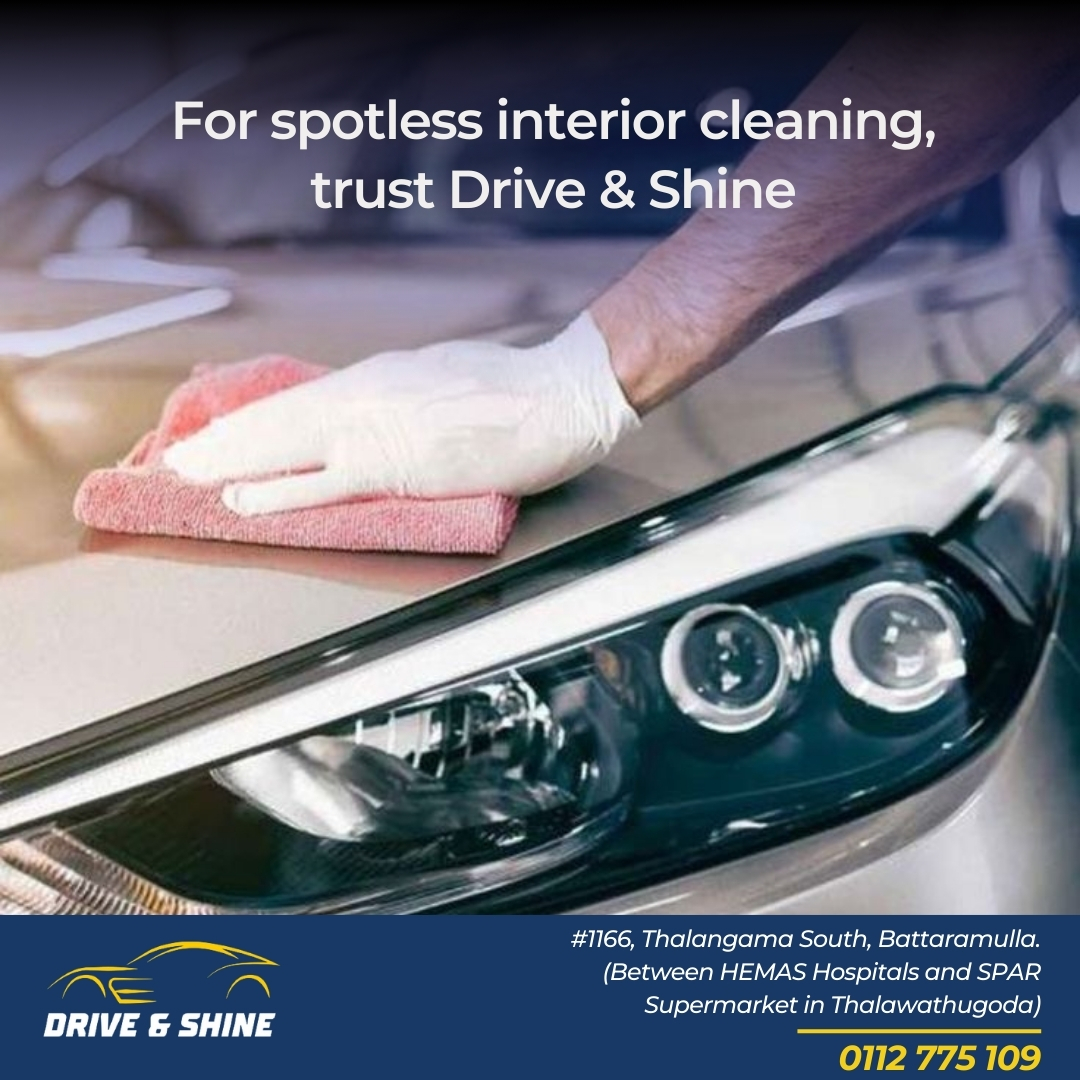 For spotless interior cleaning,
trust Drive & Shine
#1166, Thalangama South, Battaramulla.
(Between HEMAS Hospitals and SPAR
Supermarket in Thalawathugoda)
DRIVE & SHINE
0112 775 109